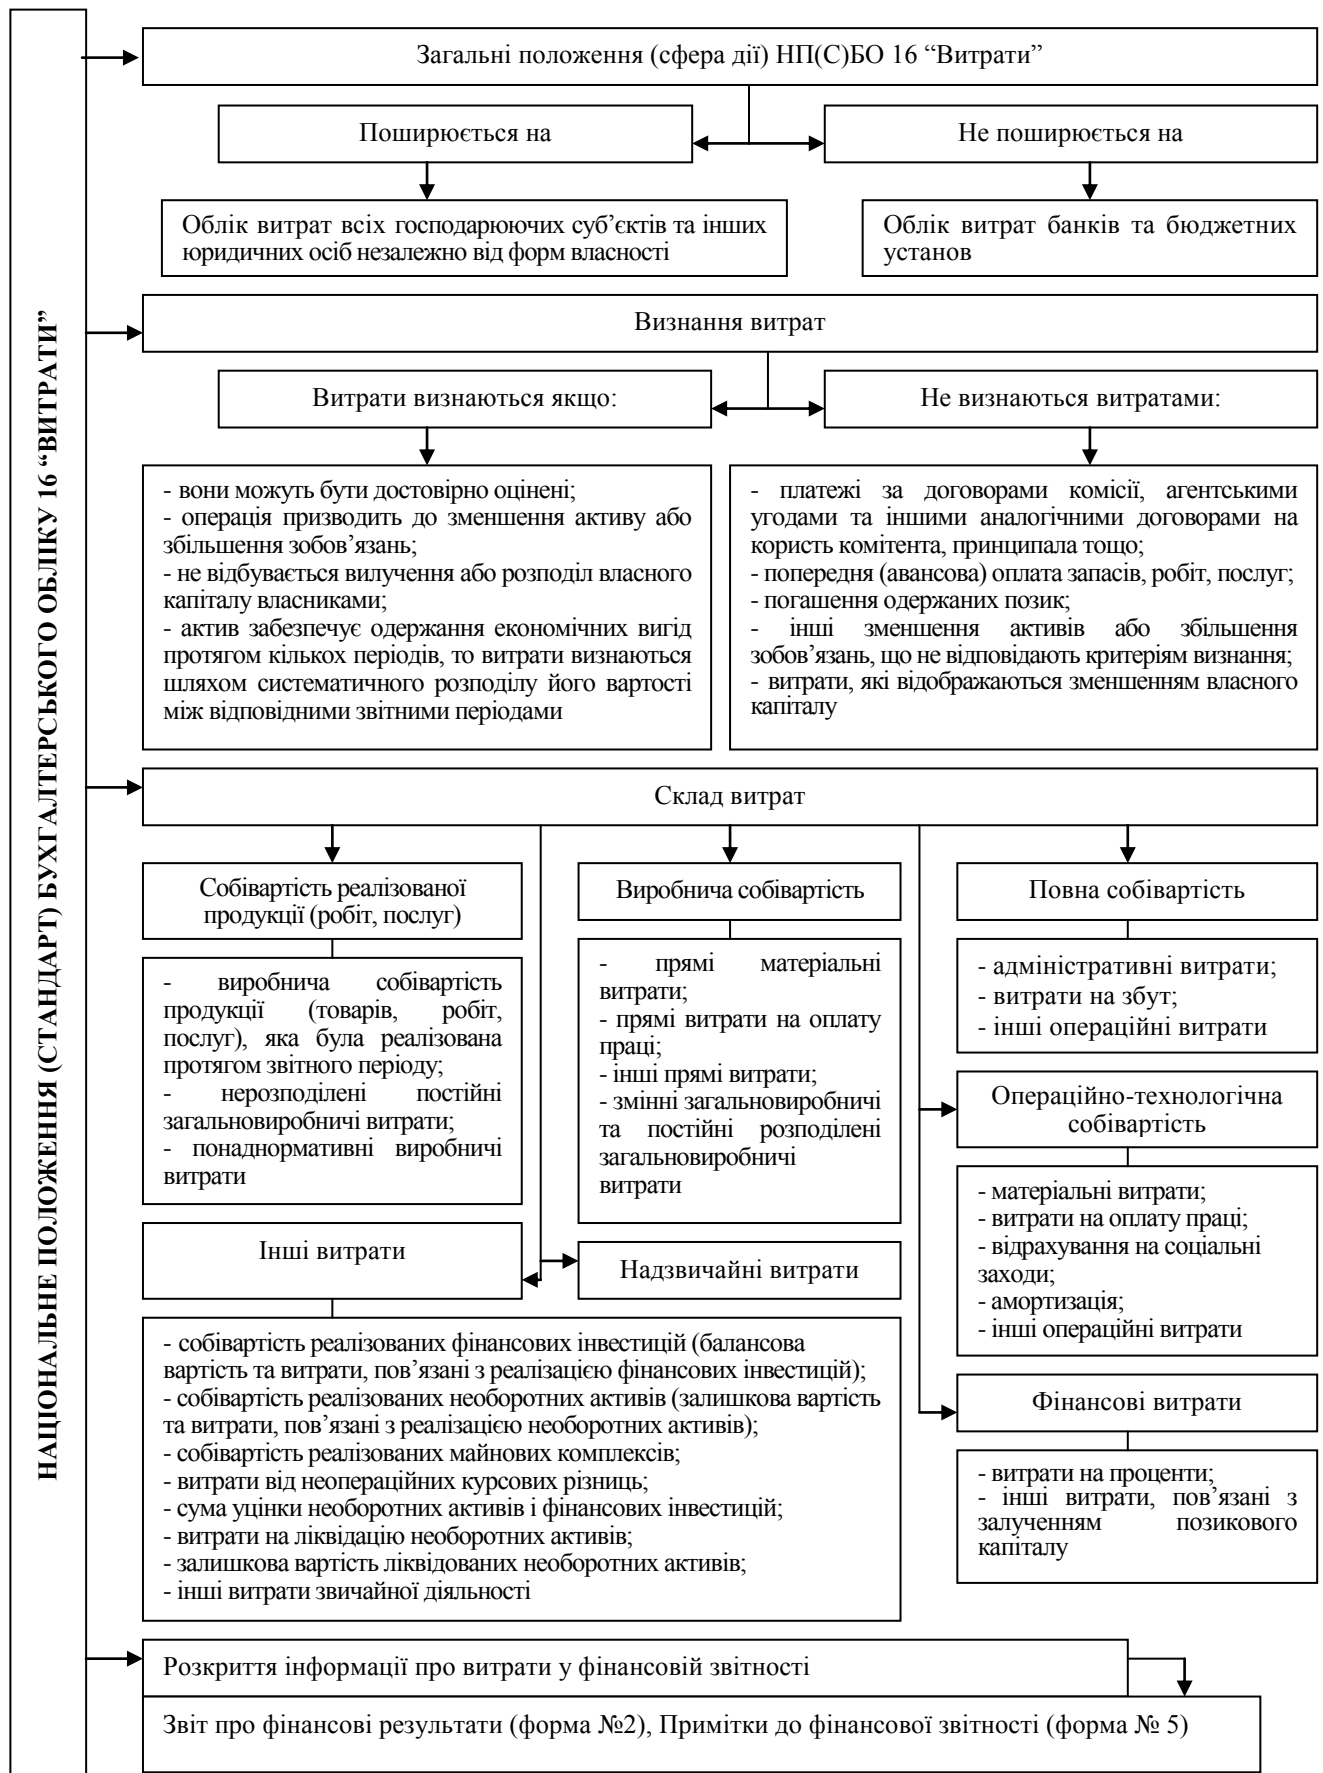 НАЦІОНАЛЬНЕ ПОЛОЖЕННЯ (СТАНДАРТ) БУХГАЛТЕРСЬКОГО ОБЛІКУ 16 “ВИТРАТИ”
Загальні положення (сфера дії) НП(С)БО 16 “Витрати”
Поширюється на
Не поширюється на
Облік витрат всіх господарюючих суб’єктів та інших
юридичних осіб незалежно від форм власності
Облік витрат банків та бюджетних
установ
Визнання витрат
Витрати визнаються якщо:
Не визнаються витратами:
- вони можуть бути достовірно оцінені;
- операція призводить до зменшення активу або
збільшення зобов’язань;
- не відбувається вилучення або розподіл власного
капіталу власниками;
- актив забезпечує одержання економічних вигід
протягом кількох періодів, то витрати визнаються
шляхом систематичного розподілу його вартості
між відповідними звітними періодами
- платежі за договорами комісії, агентськими
угодами та іншими аналогічними договорами на
користь комітента, принципала тощо;
- попередня (авансова) оплата запасів, робіт, послуг;
- погашення одержаних позик;
- інші зменшення активів або збільшення
зобов’язань, що не відповідають критеріям визнання;
- витрати, які відображаються зменшенням власного
капіталу
Склад витрат
Собівартість реалізованої
продукції (робіт, послуг)
- виробнича собівартість
продукції (товарів, робіт,
послуг), яка була реалізована
протягом звітного періоду;
- нерозподілені постійні
загальновиробничі витрати;
- понаднормативні виробничі
витрати
Виробнича собівартість
- прямі матеріальні
витрати;
- прямі витрати на оплату
праці;
- інші прямі витрати;
- змінні загальновиробничі
та постійні розподілені
загальновиробничі
витрати
Повна собівартість
- адміністративні витрати;
- витрати на збут;
- інші операційні витрати
Операційно-технологічна
собівартість
- матеріальні витрати;
- витрати на оплату праці;
- відрахування на соціальні
заходи;
- амортизація;
- інші операційні витрати
Інші витрати
Надзвичайні витрати
- собівартість реалізованих фінансових інвестицій (балансова
вартість та витрати, пов’язані з реалізацією фінансових інвестицій);
- собівартість реалізованих необоротних активів (залишкова вартість
та витрати, пов’язані з реалізацією необоротних активів);
- собівартість реалізованих майнових комплексів;
- витрати від неопераційних курсових різниць;
- сума уцінки необоротних активів і фінансових інвестицій;
- витрати на ліквідацію необоротних активів;
- залишкова вартість ліквідованих необоротних активів;
- інші витрати звичайної діяльності
Фінансові витрати
- витрати на проценти;
- інші витрати, пов’язані з
залученням позикового
капіталу
Розкриття інформації про витрати у фінансовій звітності
Звіт про фінансові результати (форма №2), Примітки до фінансової звітності (форма № 5)